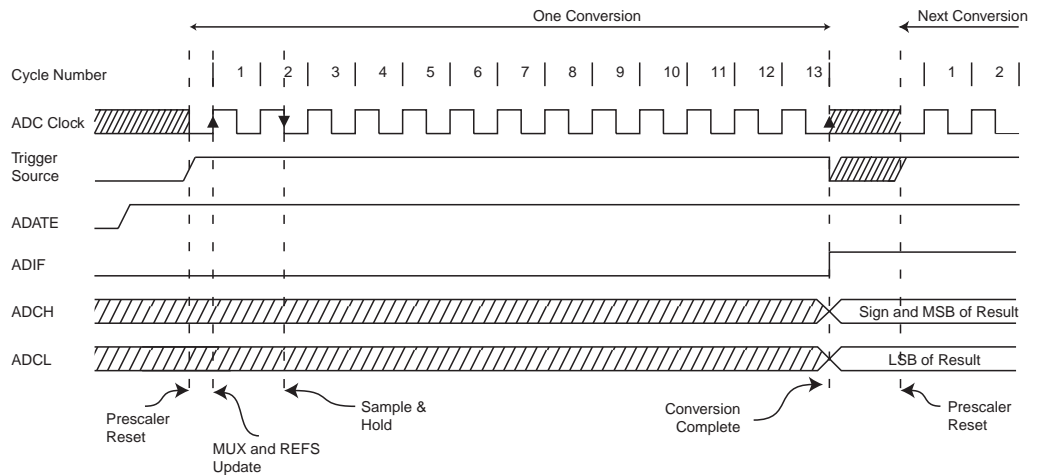 One Conversion
Next Conversion
Cycle Number
1 2 3 4 5 6 7 8 9 10 11 12 13 1 2
ADC Clock
Trigger
Source
ADATE
ADIF
ADCH
Sign and MSB of Result
ADCL
LSB of Result
Prescaler
Reset
MUX and REFS
Update
Sample &
Hold
Conversion
Complete
Prescaler
Reset